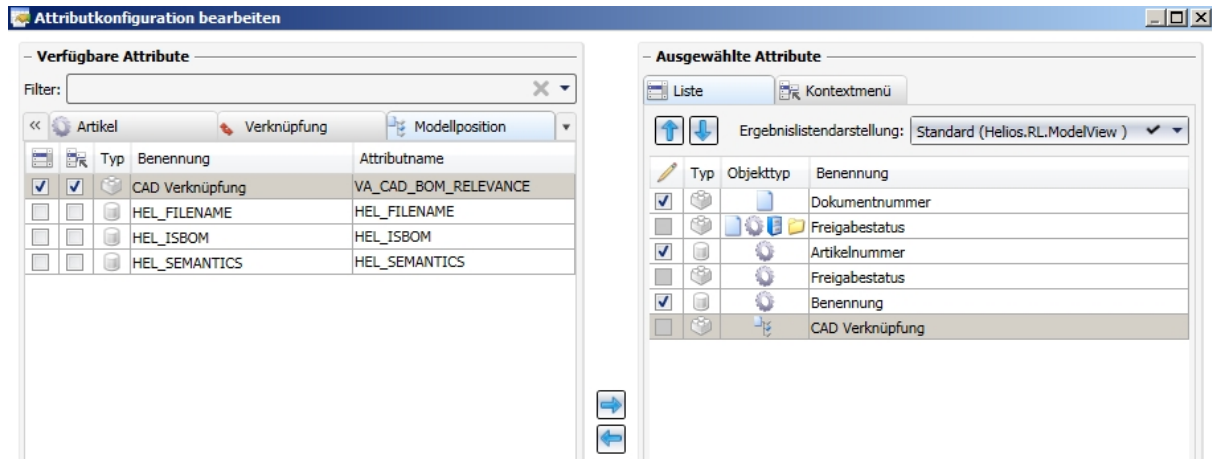 Attributkonfiguration bearbeiten
Verfügbare Attribute
Filter:
<< Artikel Verknüpfung Modellposition
Typ Benennung Attributname
CAD Verknüpfung VA_CAD_BOM_RELEVANCE
HEL_FILENAME HEL_FILENAME
HEL_ISBOM HEL_ISBOM
HEL_SEMANTICS HEL_SEMANTICS
Ausgewählte Attribute
Liste Kontextmenü
Ergebnislistendarstellung: Standard (Helios.RL.ModelView )
Typ Objekttyp Benennung
Dokumentnummer
Freigabestatus
Artikelnummer
Freigabestatus
Benennung
CAD Verknüpfung